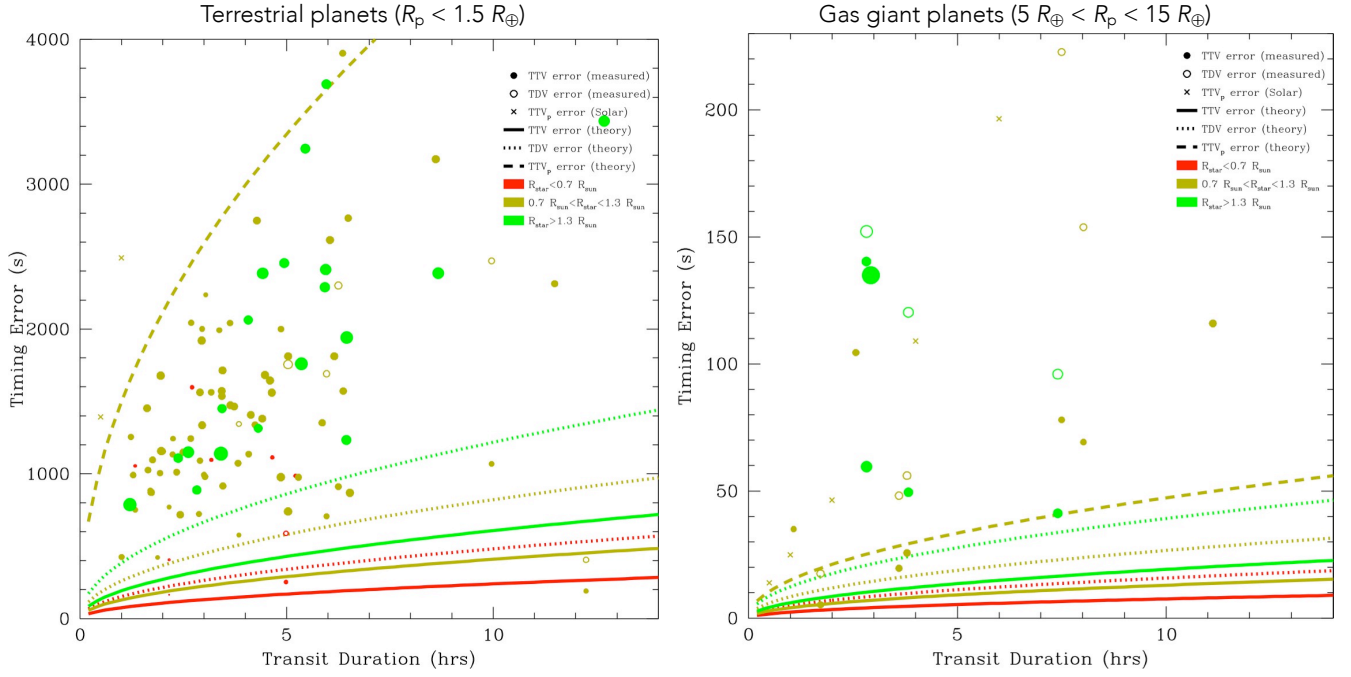 Terrestrial planets (Rp < 1.5 R⊕)
4000
3000
2000
1000
0
Timing Error (s)
0
5
10
Transit Duration (hrs)
TTV error (measured)
TDV error (measured)
TTVp error (Solar)
TTV error (theory)
TDV error (theory)
TTVp error (theory)
Rstar<0.7 Rsun
0.7 Rsun<Rstar<1.3 Rsun
Rstar>1.3 Rsun
Gas giant planets (5 R⊕ < Rp < 15 R⊕)
200
150
100
50
0
Timing Error (s)
0
5
10
Transit Duration (hrs)
TTV error (measured)
TDV error (measured)
TTVp error (Solar)
TTV error (theory)
TDV error (theory)
TTVp error (theory)
Rstar<0.7 Rsun
0.7 Rsun<Rstar<1.3 Rsun
Rstar>1.3 Rsun